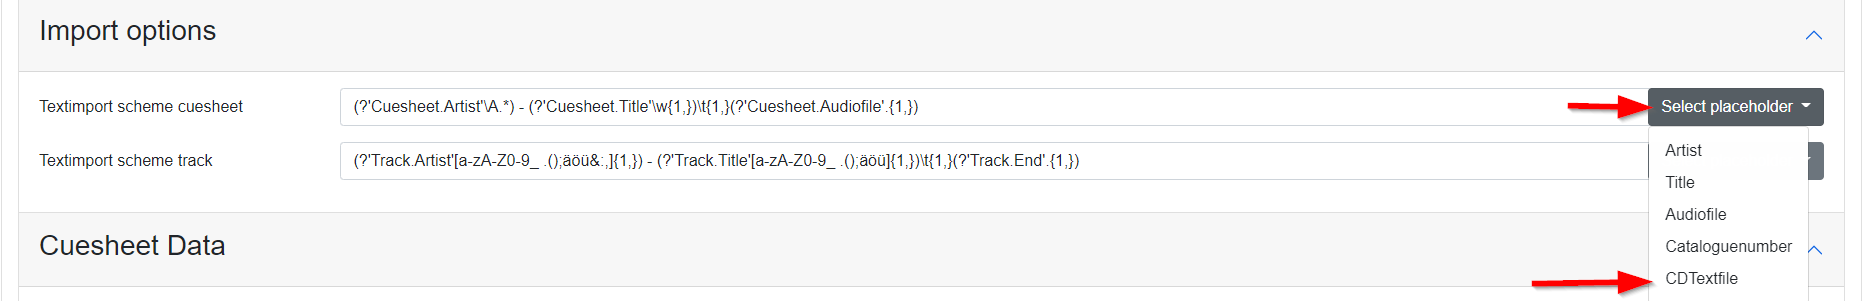 Import options
Textimport scheme cuesheet (?'Cuesheet.Artist'\A.*) - (?'Cuesheet.Title'\w{1,})\t{1,}(?'Cuesheet.Audiofile'.{1,}) Select placeholder
Textimport scheme track (?'Track.Artist'[a-zA-Z0-9_ .();äöü&:,]{1,}) - (?'Track.Title'[a-zA-Z0-9_ .();äöü]{1,})\t{1,}(?'Track.End'.{1,})
Artist
Title
Audiofile
Cataloguenumber
CDTextfile
Cuesheet Data